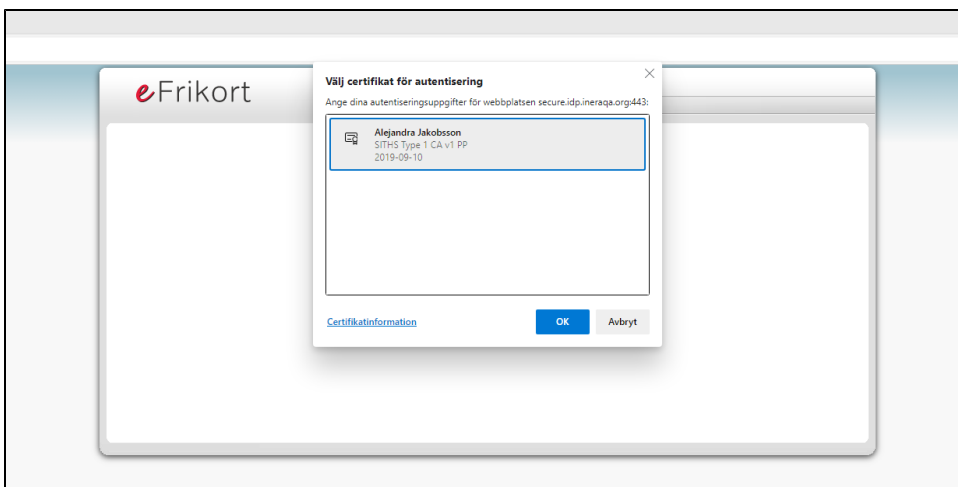 eFrikort
Välj certifikat för autentisering
Ange dina autentiseringsuppgifter för webbplatsen secure.idp.ineraqa.org:443:
Alejandra Jakobsson
SITHS Type 1 CA v1 PP
2019-09-10
Certifikatinformation
OK
Avbryt